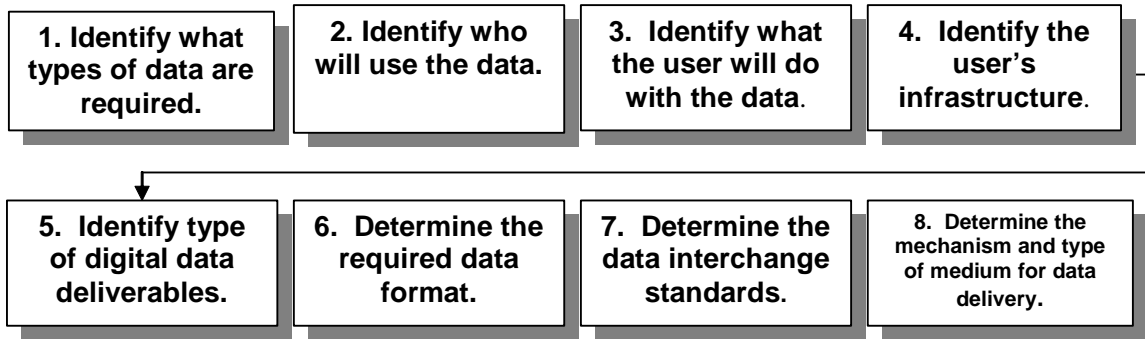 1. Identify what
types of data are
required.
2. Identify who
will use the data.
3. Identify what
the user will do
with the data.
4. Identify the
user's
infrastructure.
5. Identify type
of digital data
deliverables.
6. Determine the
required data
format.
7. Determine the
data interchange
standards.
8. Determine the
mechanism and type
of medium for data
delivery.